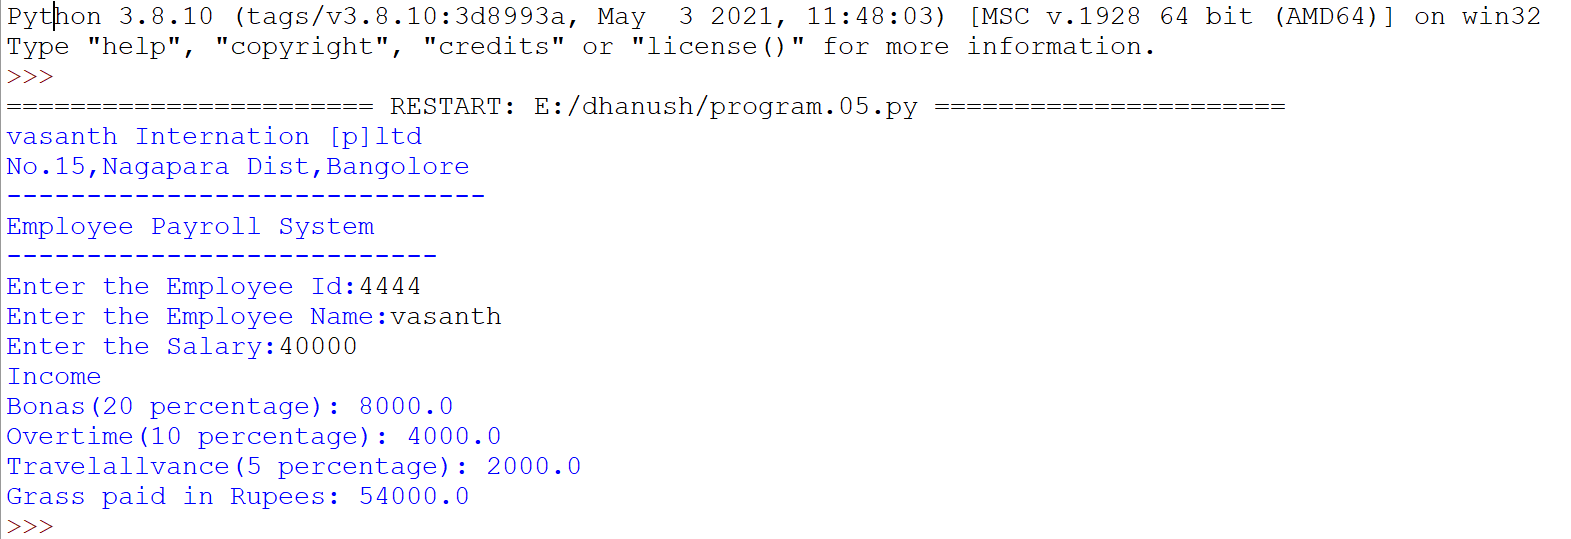 Python 3.8.10 (tags/v3.8.10:3d8993a, May  3 2021, 11:48:03) [MSC v.1928 64 bit (AMD64)] on win32
Type "help", "copyright", "credits" or "license()" for more information.
>>>
======================= RESTART: E:/dhanush/program.05.py ======================
vasanth Internation [p]ltd
No.15,Nagapara Dist,Bangolore
------------------------------
Employee Payroll System
---------------------------
Enter the Employee Id:4444
Enter the Employee Name:vasanth
Enter the Salary:40000
Income
Bonas(20 percentage): 8000.0
Overtime(10 percentage): 4000.0
Travelallvance(5 percentage): 2000.0
Grass paid in Rupees: 54000.0
>>>